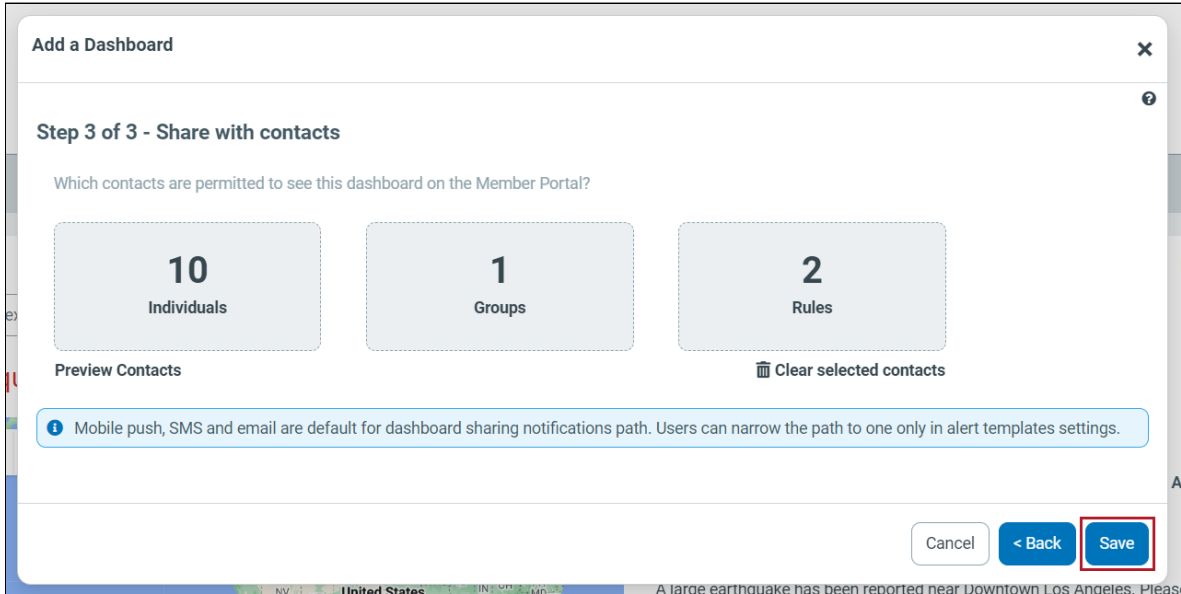 Add a Dashboard
Step 3 of 3 - Share with contacts
Which contacts are permitted to see this dashboard on the Member Portal?
10
Individuals
1
Groups
2
Rules
Preview Contacts
Clear selected contacts
Mobile push, SMS and email are default for dashboard sharing notifications path. Users can narrow the path to one only in alert templates settings.
Cancel
< Back
Save
NV
United States
IN
A large earthquake has been reported near Downtown Los Angeles.